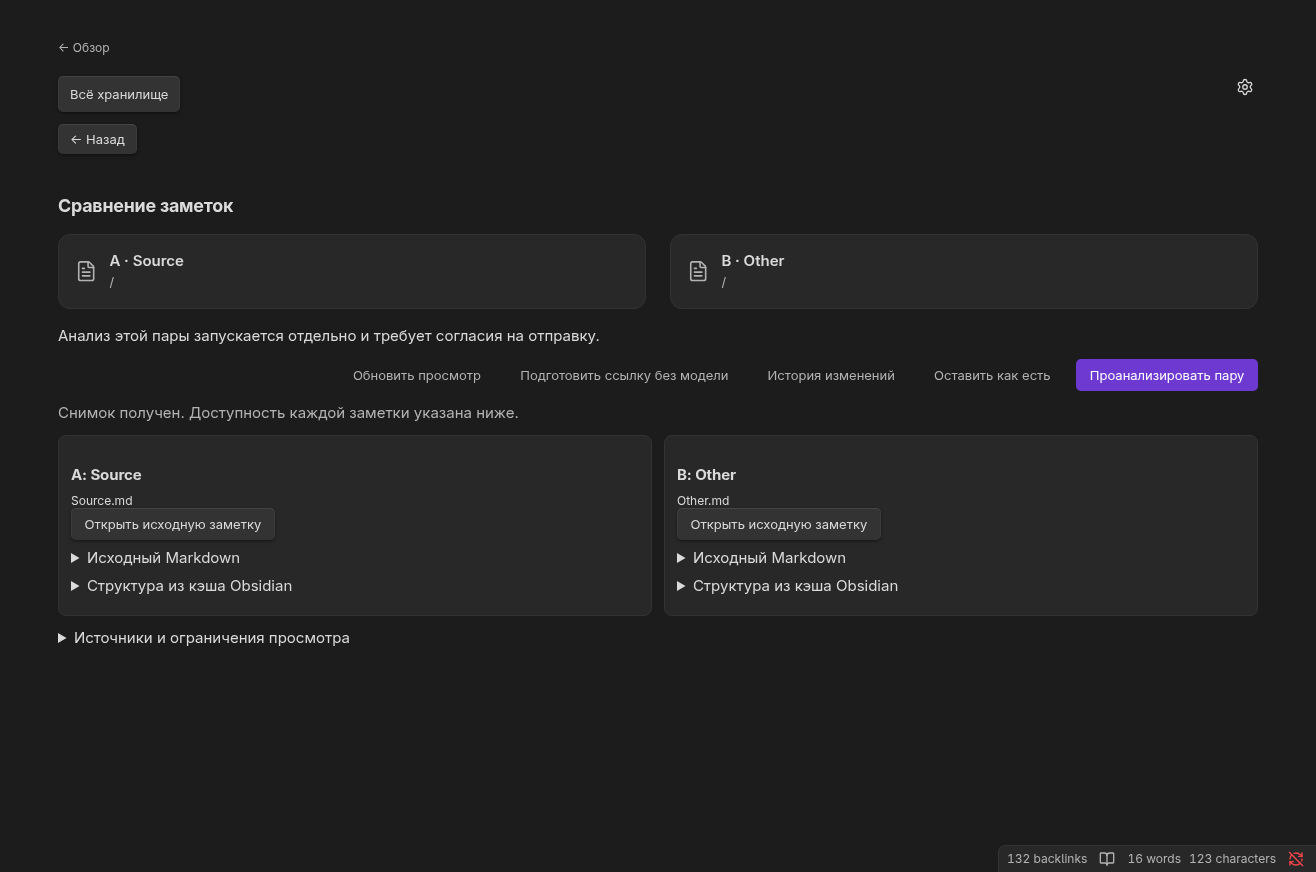 ← Обзор
Всё хранилище
← Назад
Сравнение заметок
A · Source
/
B · Other
/
Анализ этой пары запускается отдельно и требует согласия на отправку.
Обновить просмотр Подготовить ссылку без модели История изменений Оставить как есть Проанализировать пару
Снимок получен. Доступность каждой заметки указана ниже.
A: Source
Source.md
Открыть исходную заметку
▶ Исходный Markdown
▶ Структура из кэша Obsidian
B: Other
Other.md
Открыть исходную заметку
▶ Исходный Markdown
▶ Структура из кэша Obsidian
▶ Источники и ограничения просмотра
132 backlinks 16 words 123 characters